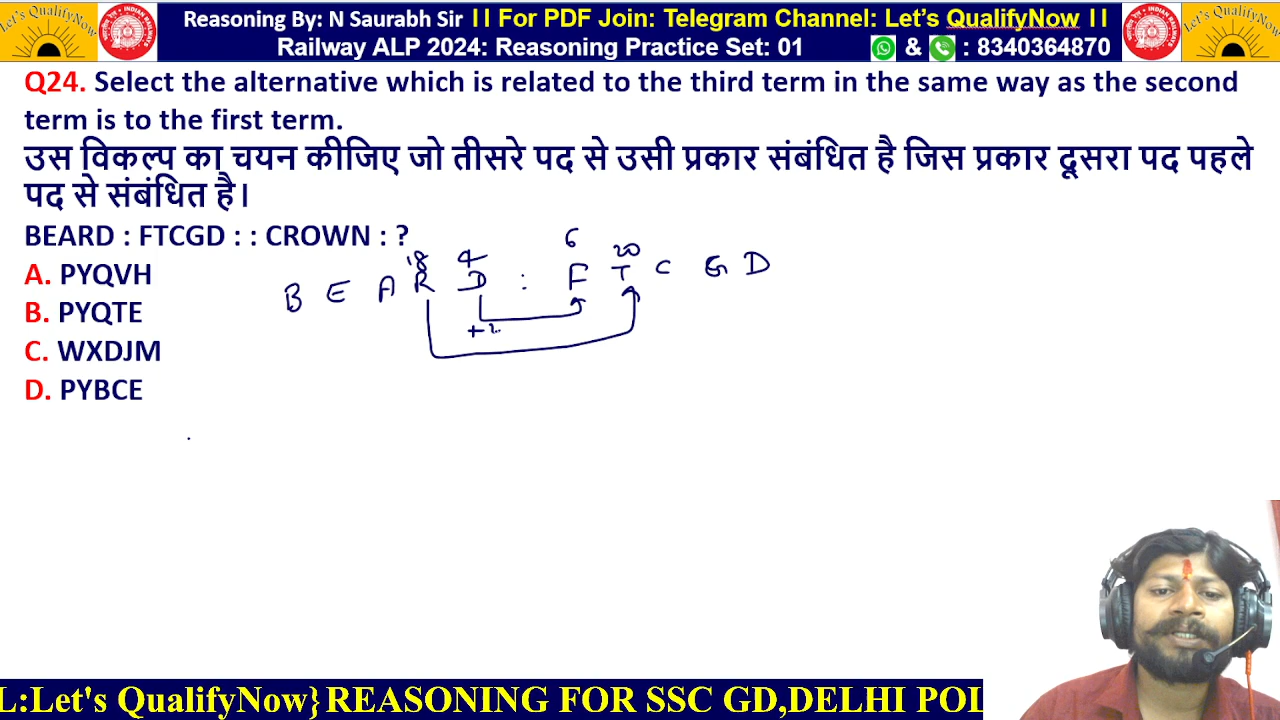 Let's QualifyNow
Reasoning By: N Saurabh Sir II For PDF Join: Telegram Channel: Let's QualifyNow II
Railway ALP 2024: Reasoning Practice Set: 01 & : 8340364870
Let's QualifyNow
Q24. Select the alternative which is related to the third term in the same way as the second
term is to the first term.
उस विकल्प का चयन कीजिए जो तीसरे पद से उसी प्रकार संबंधित है जिस प्रकार दूसरा पद पहले
पद से संबंधित है।
BEARD : FTCGD : : CROWN : ?
A. PYQVH
B. PYQTE
C. WXDJM
D. PYBCE
18 4 6 20
B E A R D : F T C G D
+2
L:Let's QualifyNow}REASONING FOR SSC GD,DELHI POL